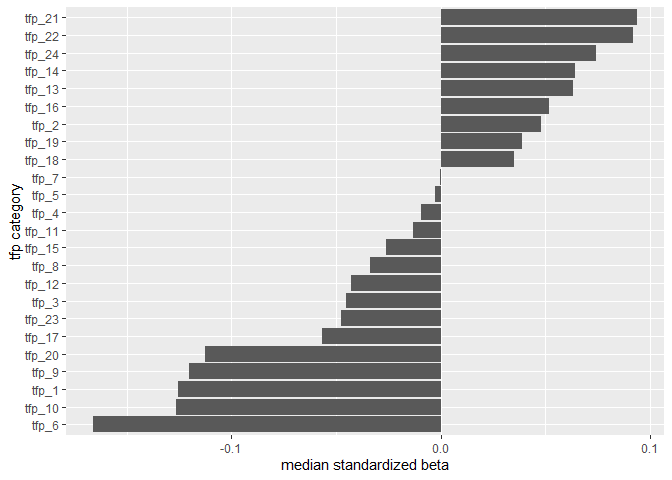 tfp_21
tfp_22
tfp_24
tfp_14
tfp_13
tfp_16
tfp_2
tfp_19
tfp_18
tfp_7
tfp_5
tfp_4
tfp_11
tfp_15
tfp_8
tfp_12
tfp_3
tfp_23
tfp_17
tfp_20
tfp_9
tfp_1
tfp_10
tfp_6
tfp category
-0.1 0.0 0.1
median standardized beta